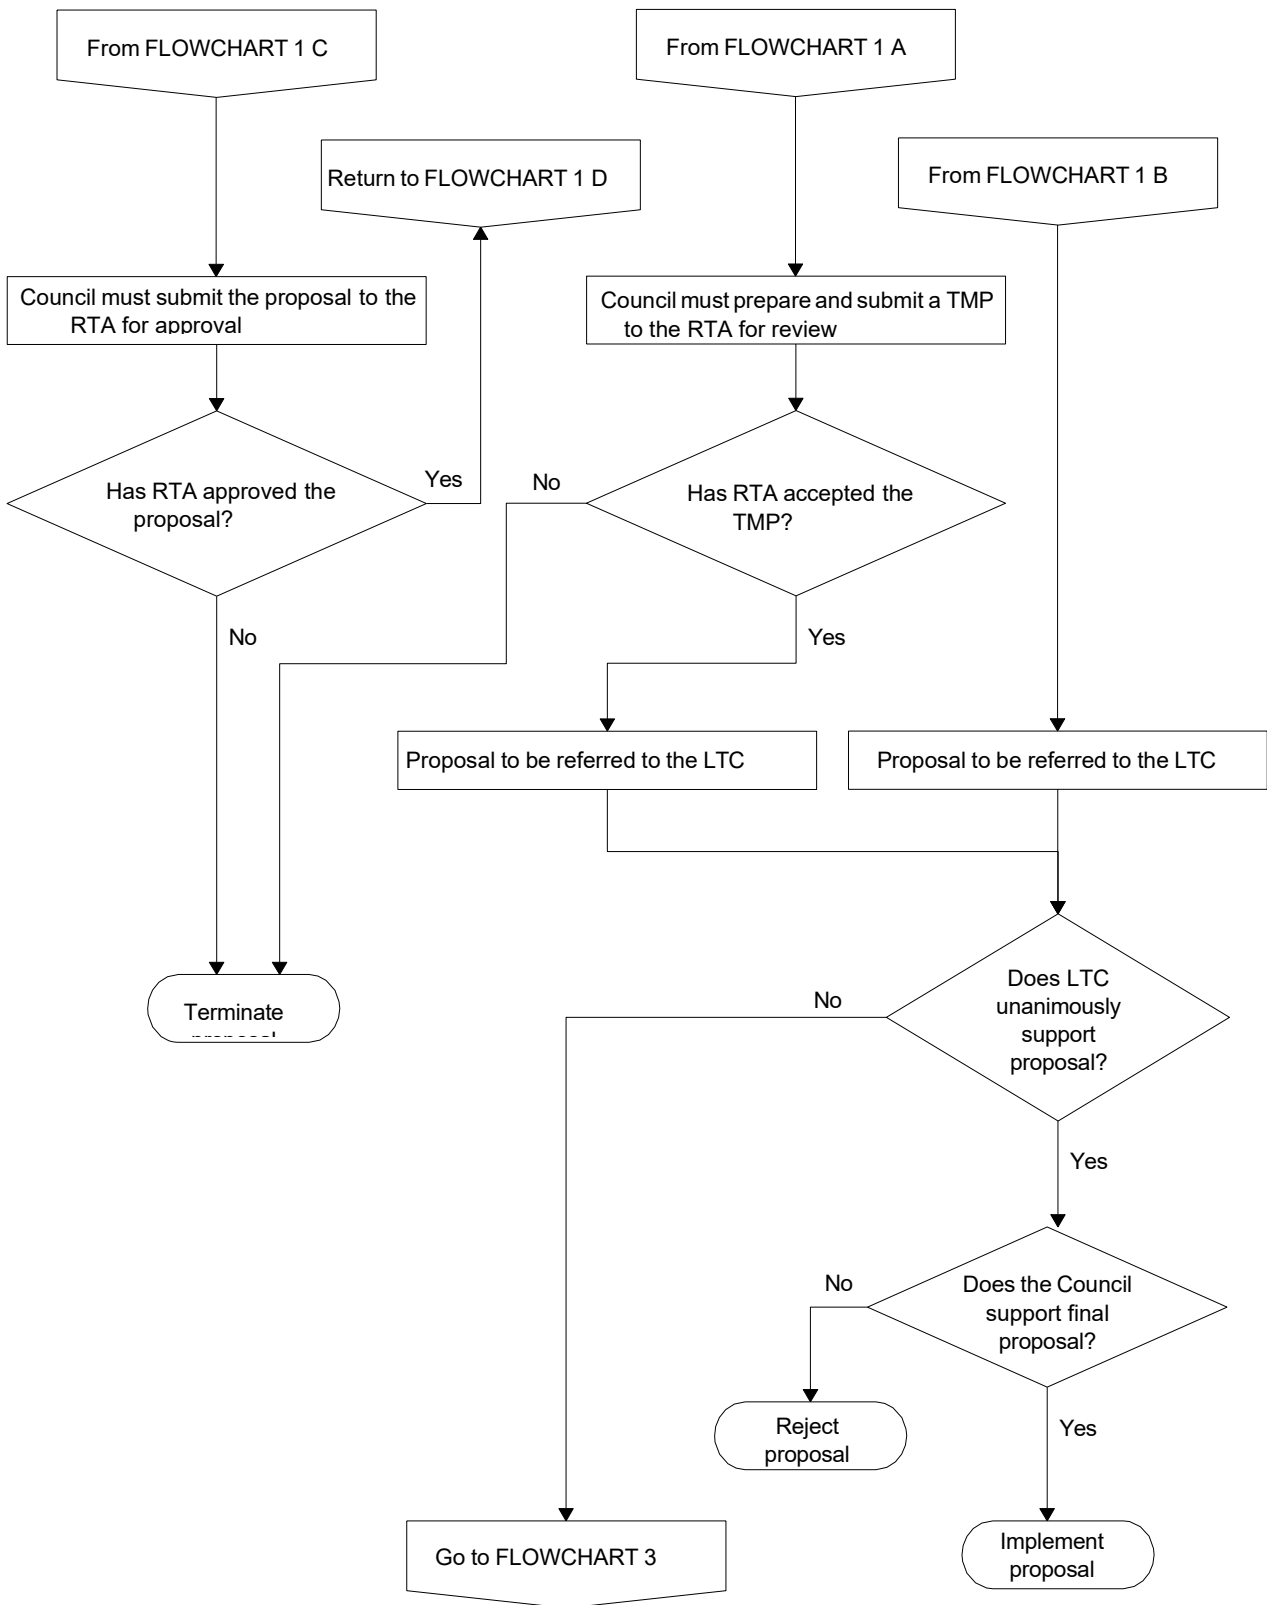 From FLOWCHART 1 C
From FLOWCHART 1 A
Return to FLOWCHART 1 D
From FLOWCHART 1 B
Council must submit the proposal to the
RTA for approval
Council must prepare and submit a TMP
to the RTA for review
Has RTA approved the
proposal?
Yes
No
No
Has RTA accepted the
TMP?
Yes
Proposal to be referred to the LTC
Proposal to be referred to the LTC
Terminate
Does LTC
unanimously
support
proposal?
No
Yes
Does the Council
support final
proposal?
No
Yes
Reject
proposal
Go to FLOWCHART 3
Implement
proposal